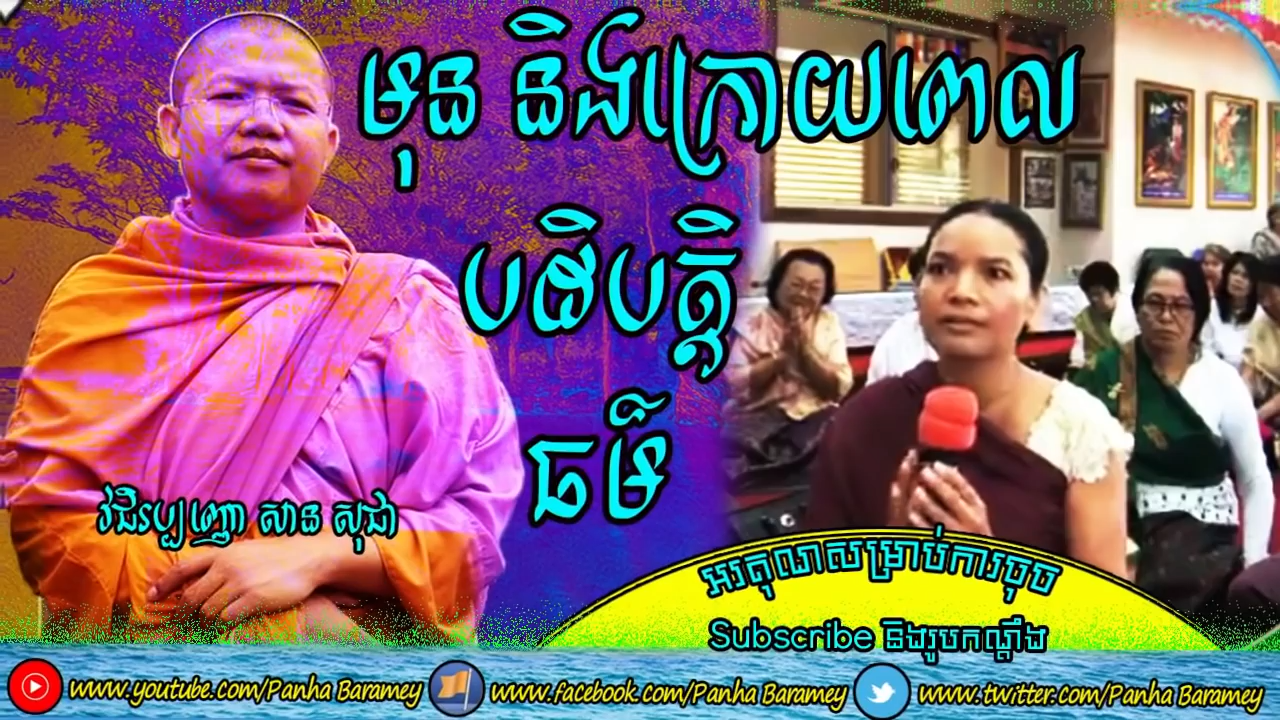 មុន និងក្រោយពេល
បដិបត្តិ
ធម៌
វជិរប្បញ្ញោ សាន សុជា
អរគុណសម្រាប់ការចុច
Subscribe និងរូបកណ្ដឹង
www.youtube.com/Panha Baramey
www.facebook.com/Panha Baramey
www.twitter.com/Panha Baramey